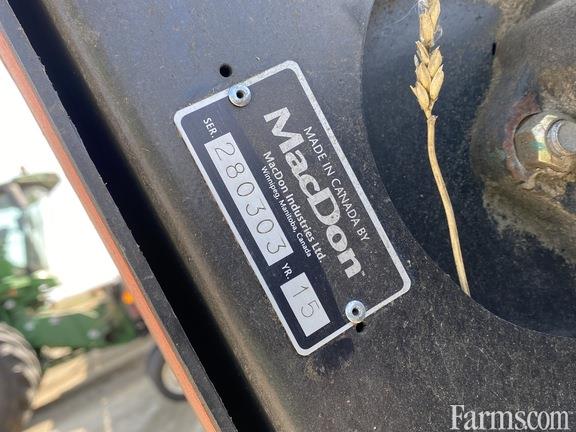 MADE IN CANADA BY
MacDon
MacDon Industries Ltd.
Winnipeg, Manitoba, Canada
SER. 280303 YR. 15
Farms.com